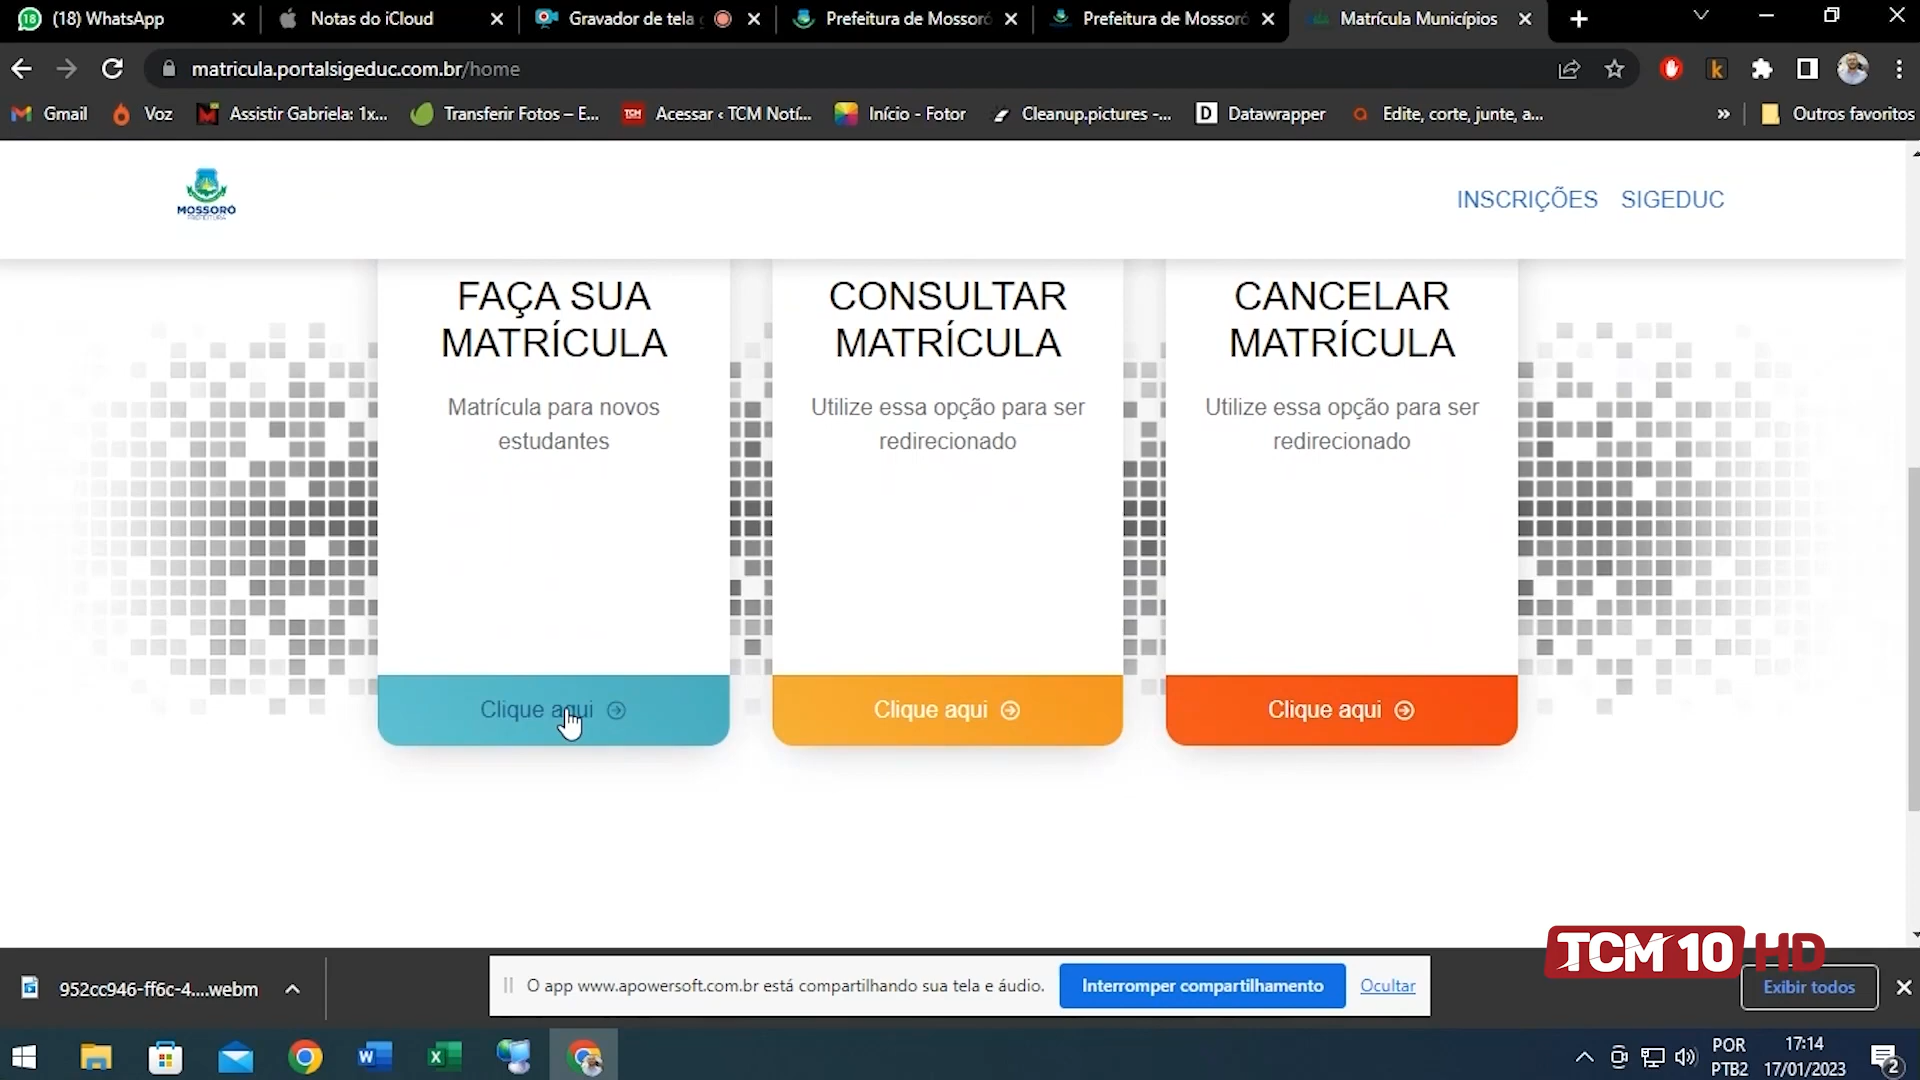 (18) WhatsApp
Notas do iCloud
Gravador de tela
Prefeitura de Mossoró
Prefeitura de Mossoró
Matrícula Municípios
matricula.portalsigeduc.com.br/home
Gmail
Voz
Assistir Gabriela: 1x...
Transferir Fotos – E...
TCM
Acessar ‹ TCM Notí...
Início - Fotor
Cleanup.pictures -...
D
Datawrapper
Edite, corte, junte, a...
»
Outros favoritos
MOSSORÓ
PREFEITURA
INSCRIÇÕES
SIGEDUC
FAÇA SUA
MATRÍCULA
Matrícula para novos
estudantes
Clique aqui
CONSULTAR
MATRÍCULA
Utilize essa opção para ser
redirecionado
Clique aqui
CANCELAR
MATRÍCULA
Utilize essa opção para ser
redirecionado
Clique aqui
TCM 10 HD
952cc946-ff6c-4....webm
O app www.apowersoft.com.br está compartilhando sua tela e áudio.
Interromper compartilhamento
Ocultar
Exibir todos
POR
PTB2
17:14
17/01/2023
2